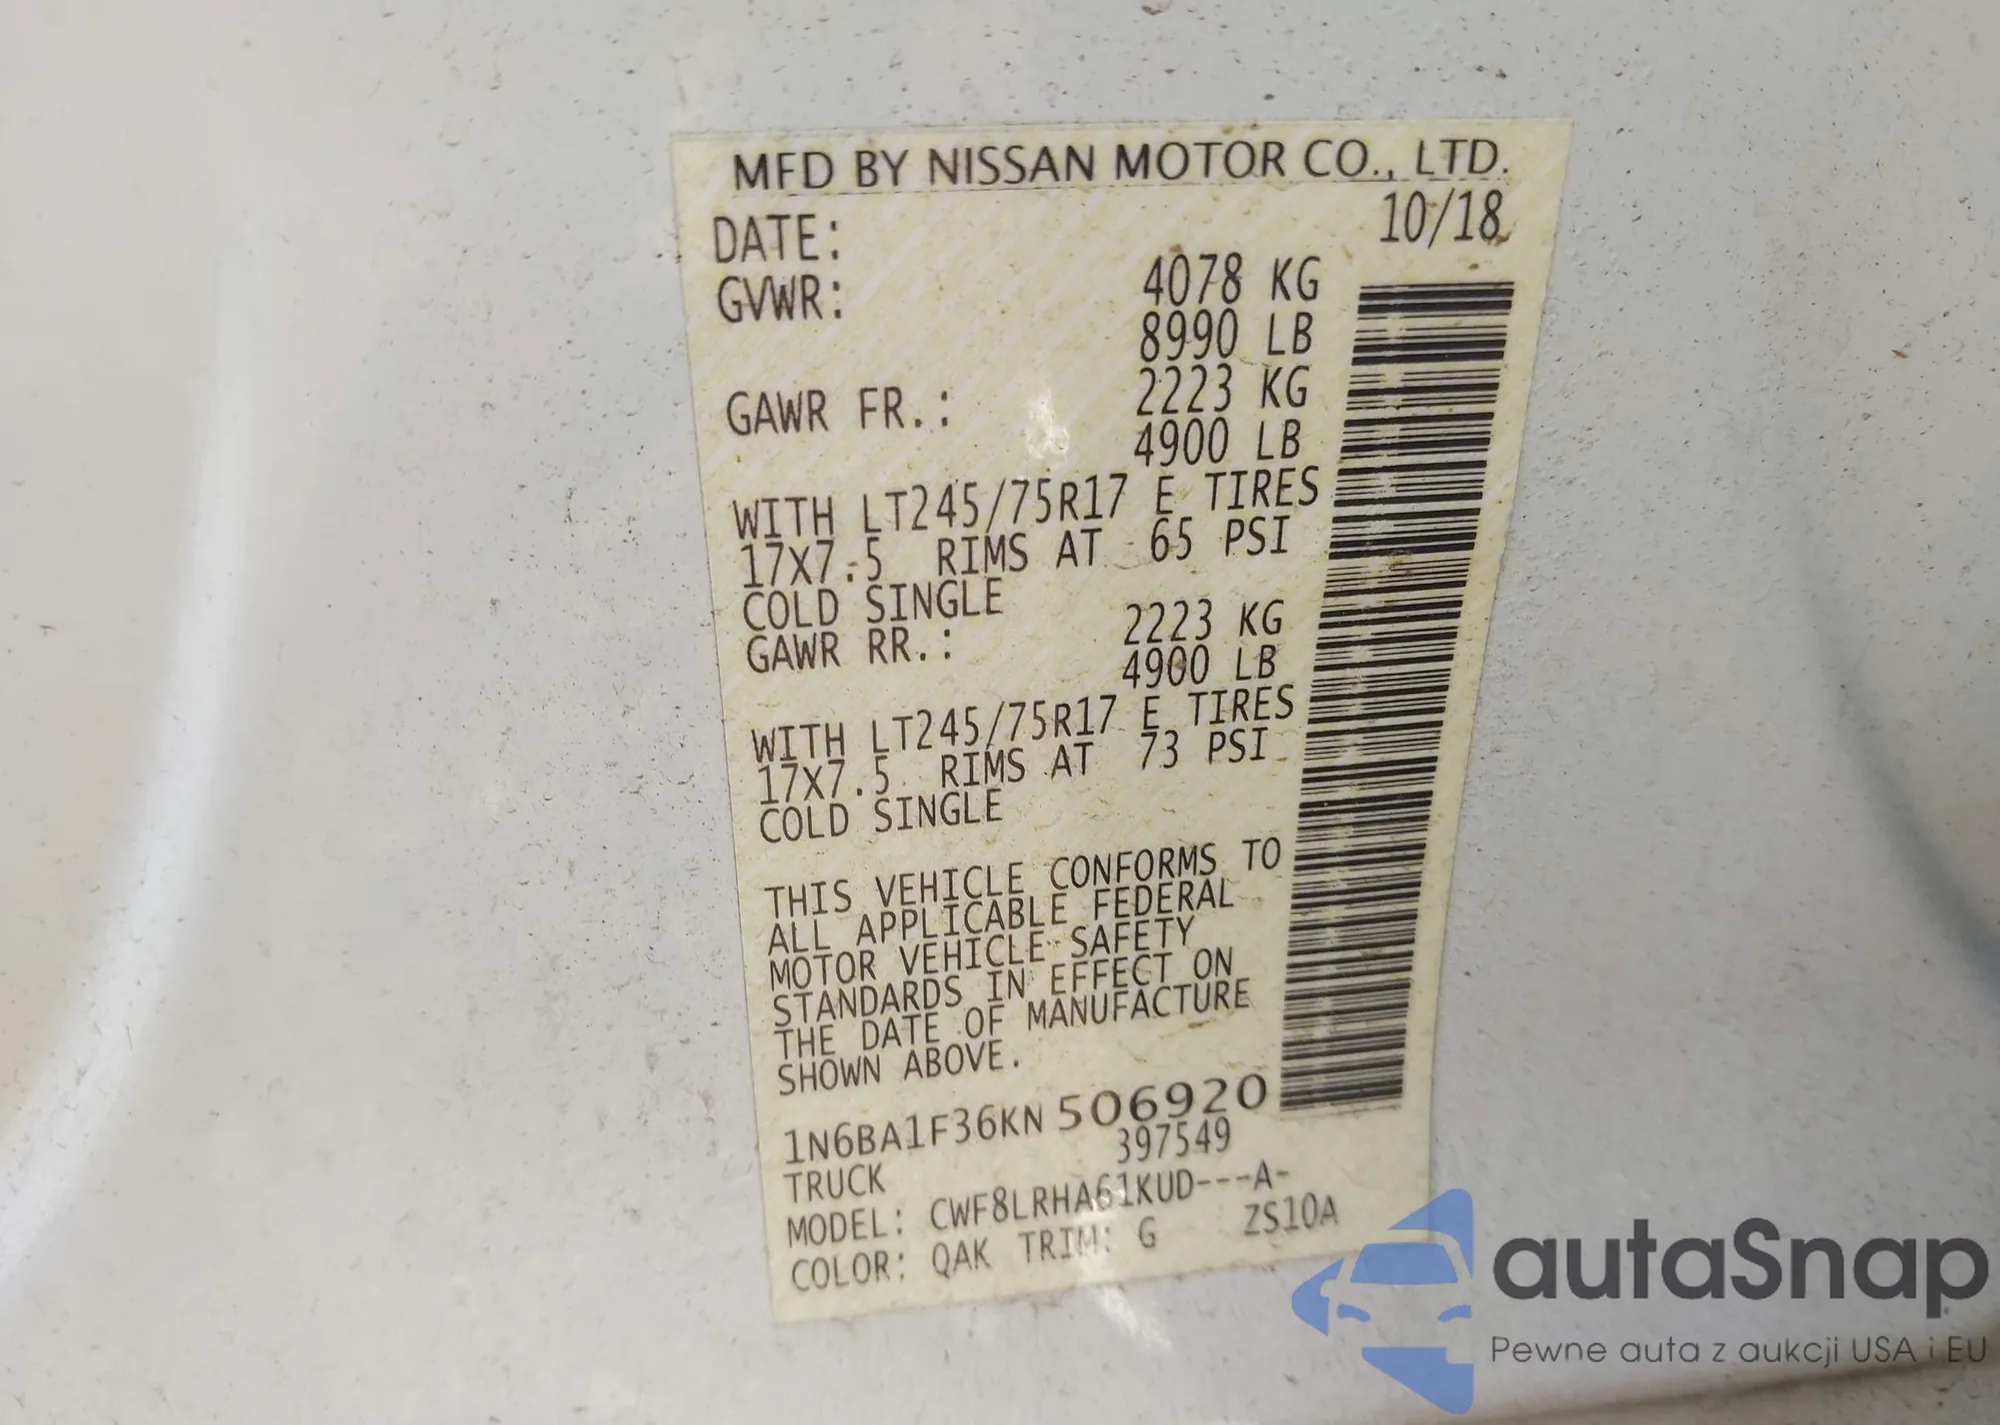 MFD BY NISSAN MOTOR CO., LTD.
DATE: 10/18
GVWR: 4078 KG
8990 LB
GAWR FR.: 2223 KG
4900 LB
WITH LT245/75R17 E TIRES
17X7.5 RIMS AT 65 PSI
COLD SINGLE
GAWR RR.: 2223 KG
4900 LB
WITH LT245/75R17 E TIRES
17X7.5 RIMS AT 73 PSI
COLD SINGLE
THIS VEHICLE CONFORMS TO
ALL APPLICABLE FEDERAL
MOTOR VEHICLE SAFETY
STANDARDS IN EFFECT ON
THE DATE OF MANUFACTURE
SHOWN ABOVE.
1N6BA1F36KN506920
397549
TRUCK
MODEL: CWF8LRHA61KUD---A-
COLOR: QAK TRIM: G ZS10A
autaSnap
Pewne auta z aukcji USA i EU